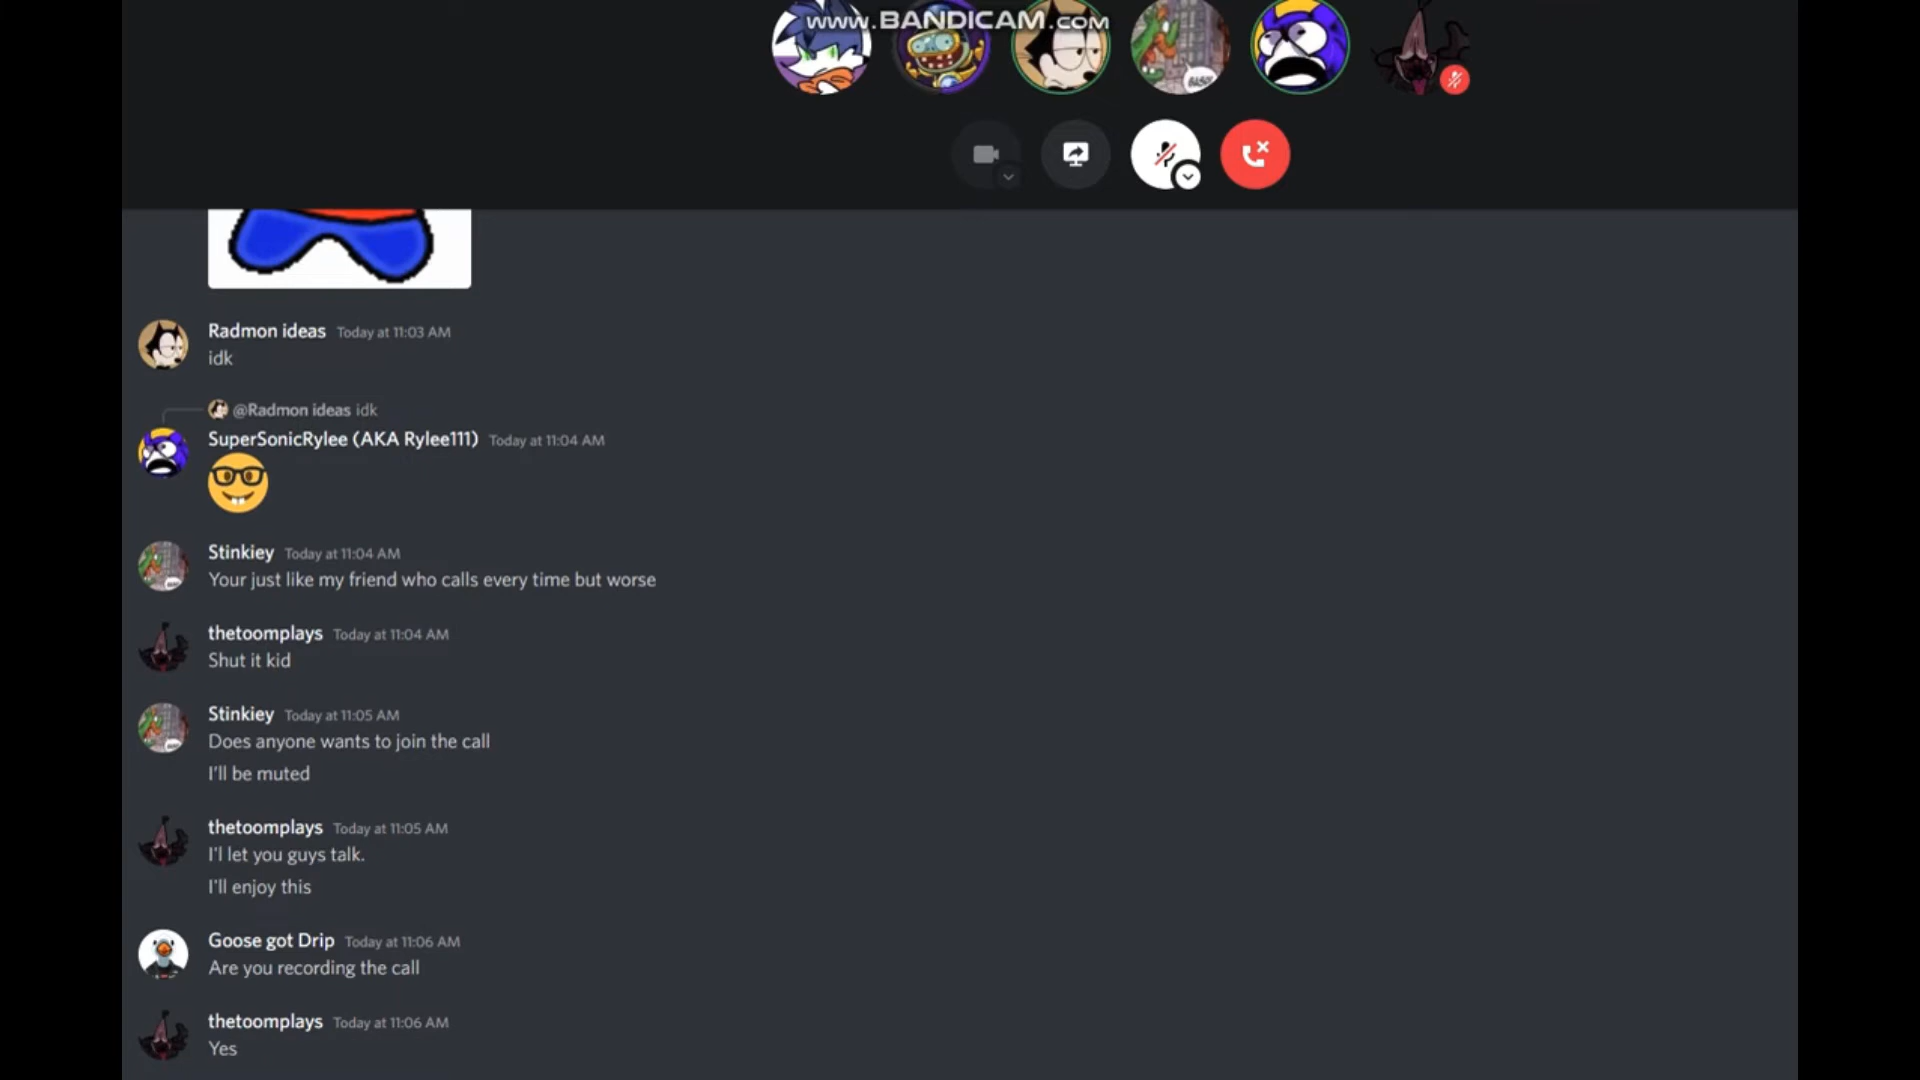 www.BANDICAM.com
Radmon ideas Today at 11:03 AM
idk
@Radmon ideas idk
SuperSonicRylee (AKA Rylee111) Today at 11:04 AM
Stinkiey Today at 11:04 AM
Your just like my friend who calls every time but worse
thetoomplays Today at 11:04 AM
Shut it kid
Stinkiey Today at 11:05 AM
Does anyone wants to join the call
I'll be muted
thetoomplays Today at 11:05 AM
I'l let you guys talk.
I'll enjoy this
Goose got Drip Today at 11:06 AM
Are you recording the call
thetoomplays Today at 11:06 AM
Yes